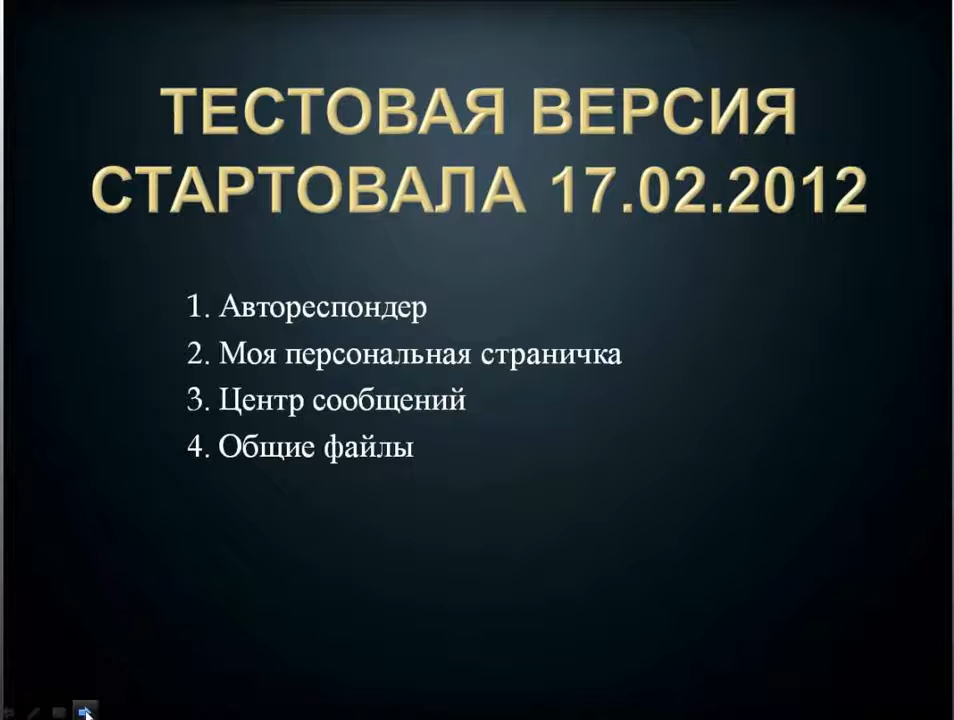 ТЕСТОВАЯ ВЕРСИЯ
СТАРТОВАЛА 17.02.2012
1. Автореспондер
2. Моя персональная страничка
3. Центр сообщений
4. Общие файлы